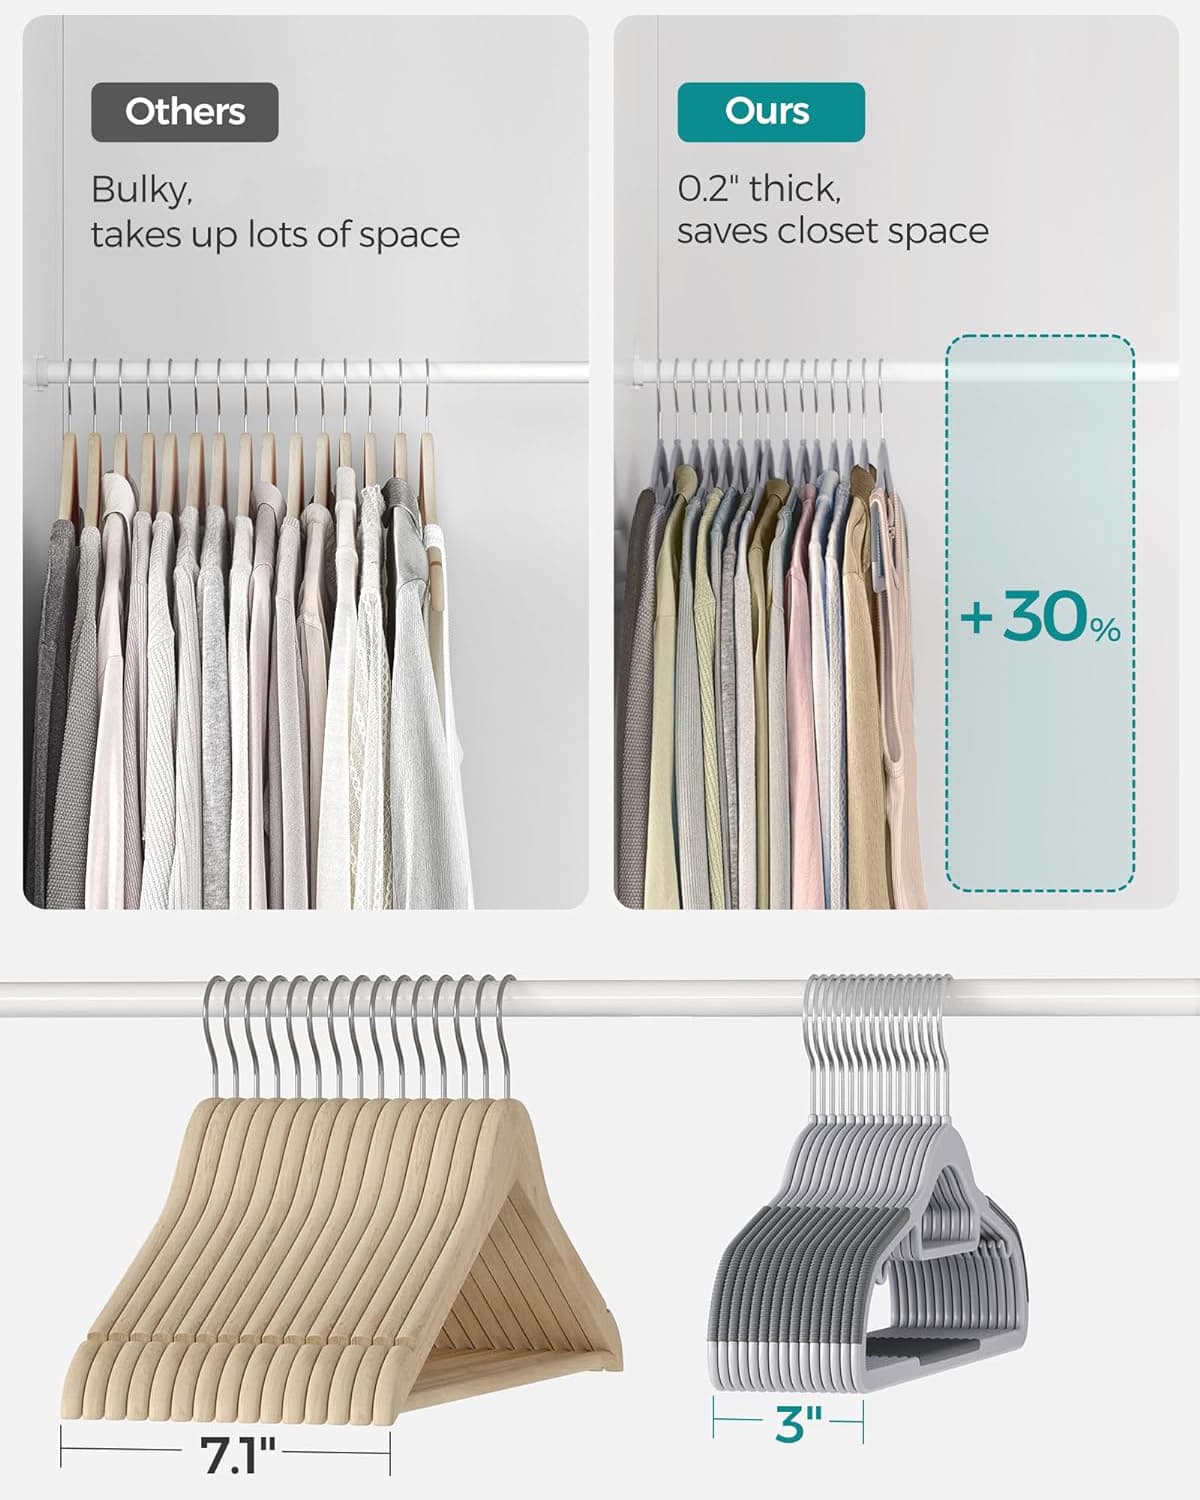 Others
Bulky,
takes up lots of space
Ours
0.2" thick,
saves closet space
+30%
7.1"
3"